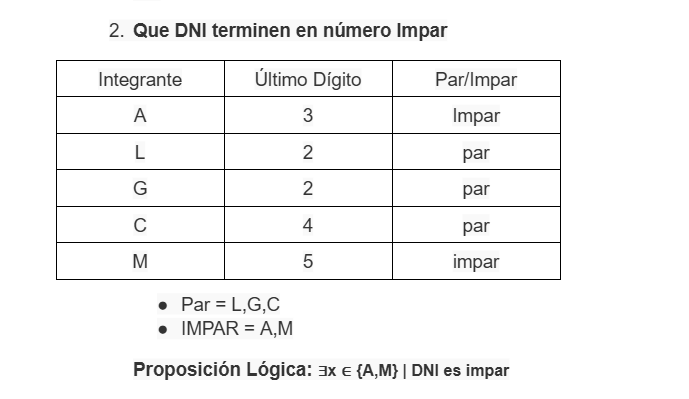 2. Que DNI terminen en número Impar
Integrante Último Dígito Par/Impar
A 3 Impar
L 2 par
G 2 par
C 4 par
M 5 impar
● Par = L,G,C
● IMPAR = A,M
Proposición Lógica: ∃x ∈ {A,M} | DNI es impar